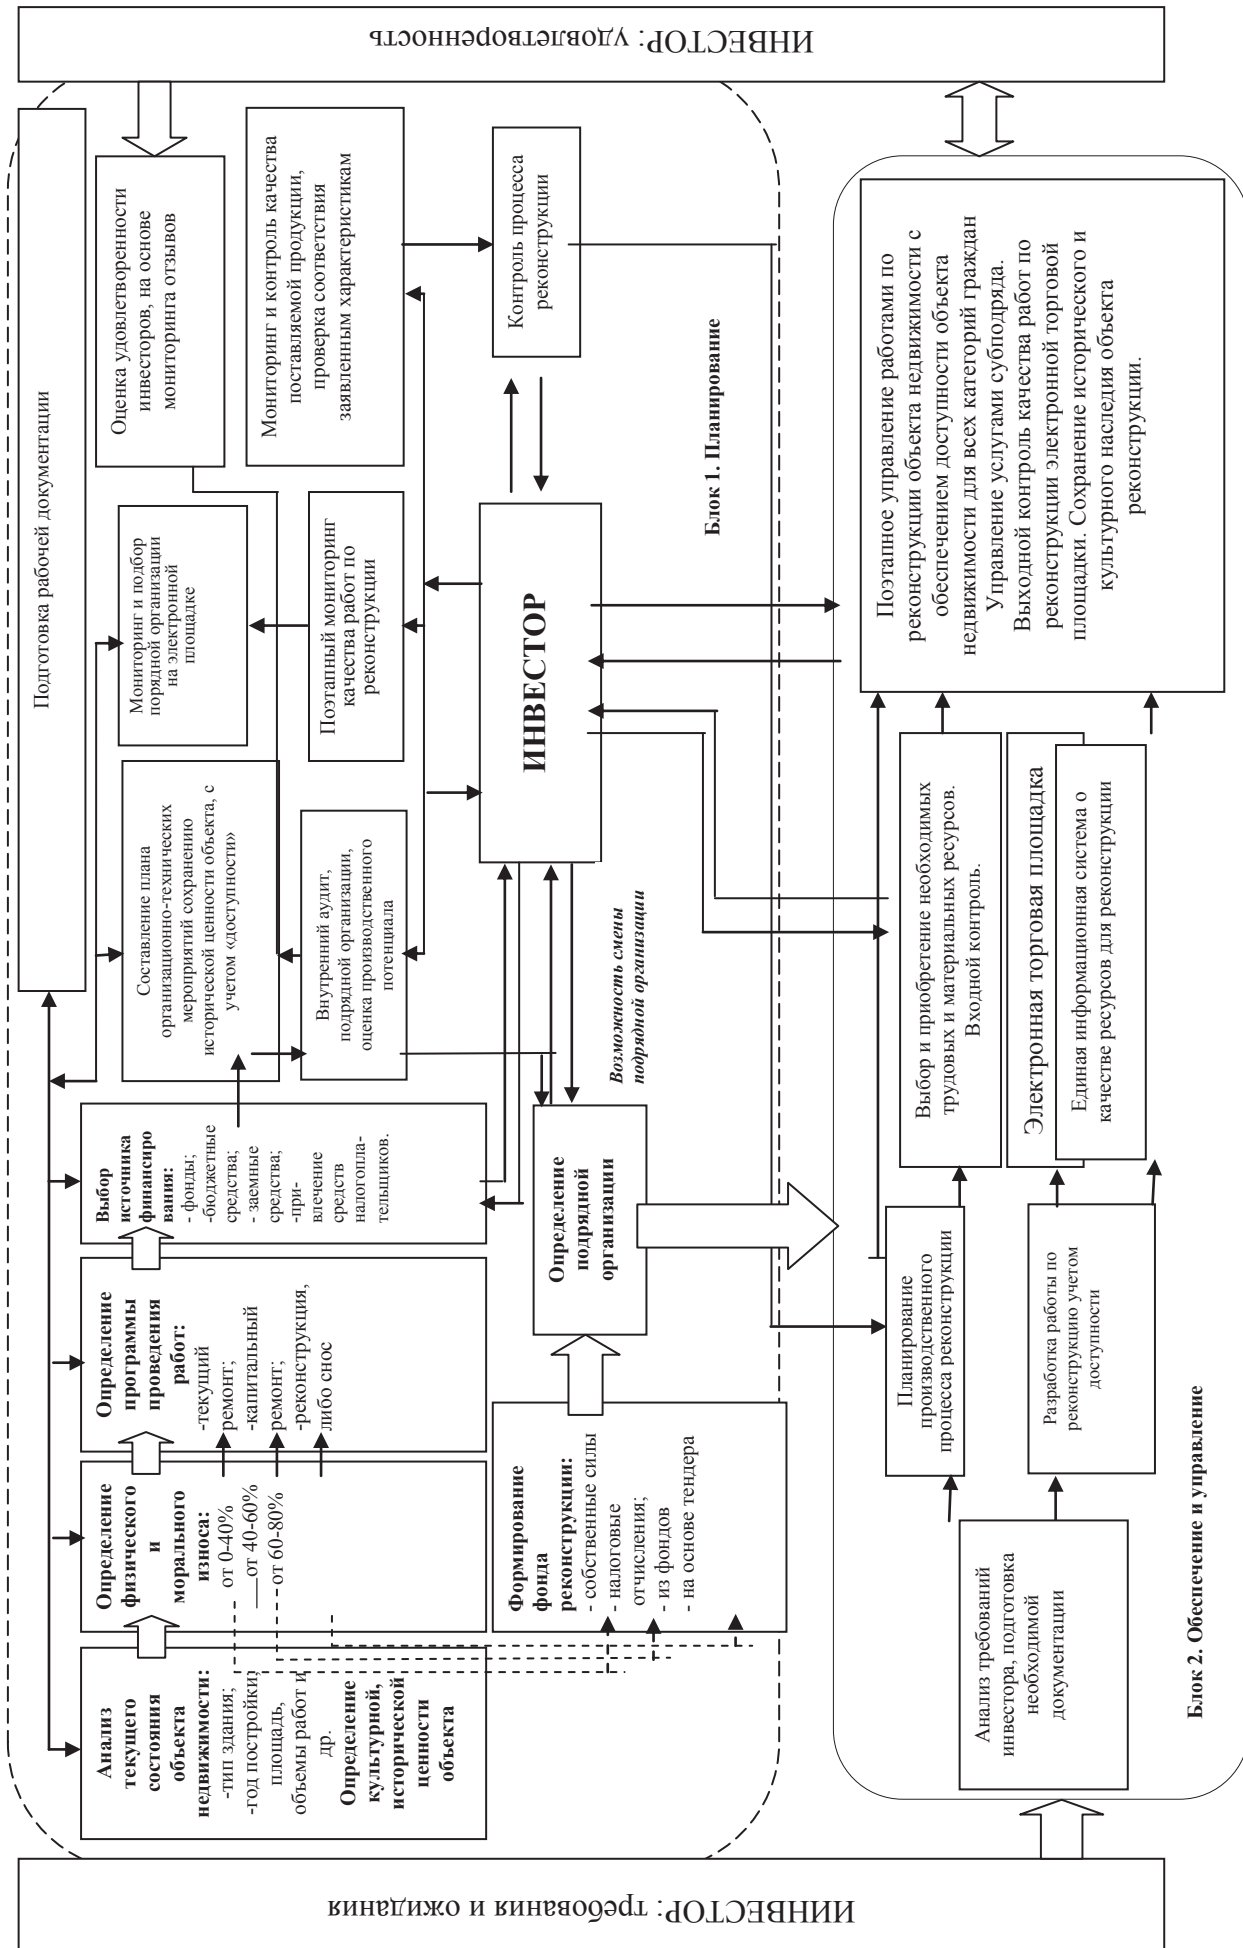 ИИНВЕСТОР: требования и ожидания
Подготовка рабочей документации
Анализ
текущего
состояния
объекта
недвижимости:
-тип здания;
-год постройки,
площадь,
объемы работ и
др.
Определение
культурной,
исторической
ценности
объекта
Определение
физического
и
морального
износа:
- от 0-40%
__от 40-60%
- от 60-80%
Определение
программы
проведения
работ:
-текущий
ремонт;
-капитальный
ремонт;
-реконструкция,
либо снос
Выбор
источника
финансиро
вания:
- фонды;
-бюджетные
средства;
- заемные
средства;
-при-
влечение
средств
налогопла-
тельщиков.
Составление плана
организационно-технических
мероприятий сохранению
исторической ценности объекта, с
учетом «доступности»
Мониторинг и подбор
порядной организации
на электронной
площадке
Оценка удовлетворенности
инвесторов, на основе
мониторинга отзывов
Внутренний аудит,
подрядной организации,
оценка производственного
потенциала
Поэтапный мониторинг
качества работ по
реконструкции
Мониторинг и контроль качества
поставляемой продукции,
проверка соответствия
заявленным характеристикам
Формирование
фонда
реконструкции:
- собственные силы
- налоговые
отчисления;
- из фондов
- на основе тендера
Определение
подрядной
организации
Возможность смены
подрядной организации
ИНВЕСТОР
Контроль процесса
реконструкции
Блок 1. Планирование
Анализ требований
инвестора, подготовка
необходимой
документации
Планирование
производственного
процесса реконструкции
Разработка работы по
реконструкцию учетом
доступности
Выбор и приобретение необходимых
трудовых и материальных ресурсов.
Входной контроль.
Электронная торговая площадка
Единая информационная система о
качестве ресурсов для реконструкции
Поэтапное управление работами по
реконструкции объекта недвижимости с
обеспечением доступности объекта
недвижимости для всех категорий граждан
Управление услугами субподряда.
Выходной контроль качества работ по
реконструкции электронной торговой
площадки. Сохранение исторического и
культурного наследия объекта
реконструкции.
Блок 2. Обеспечение и управление
ИНВЕСТОР: удовлетворенность